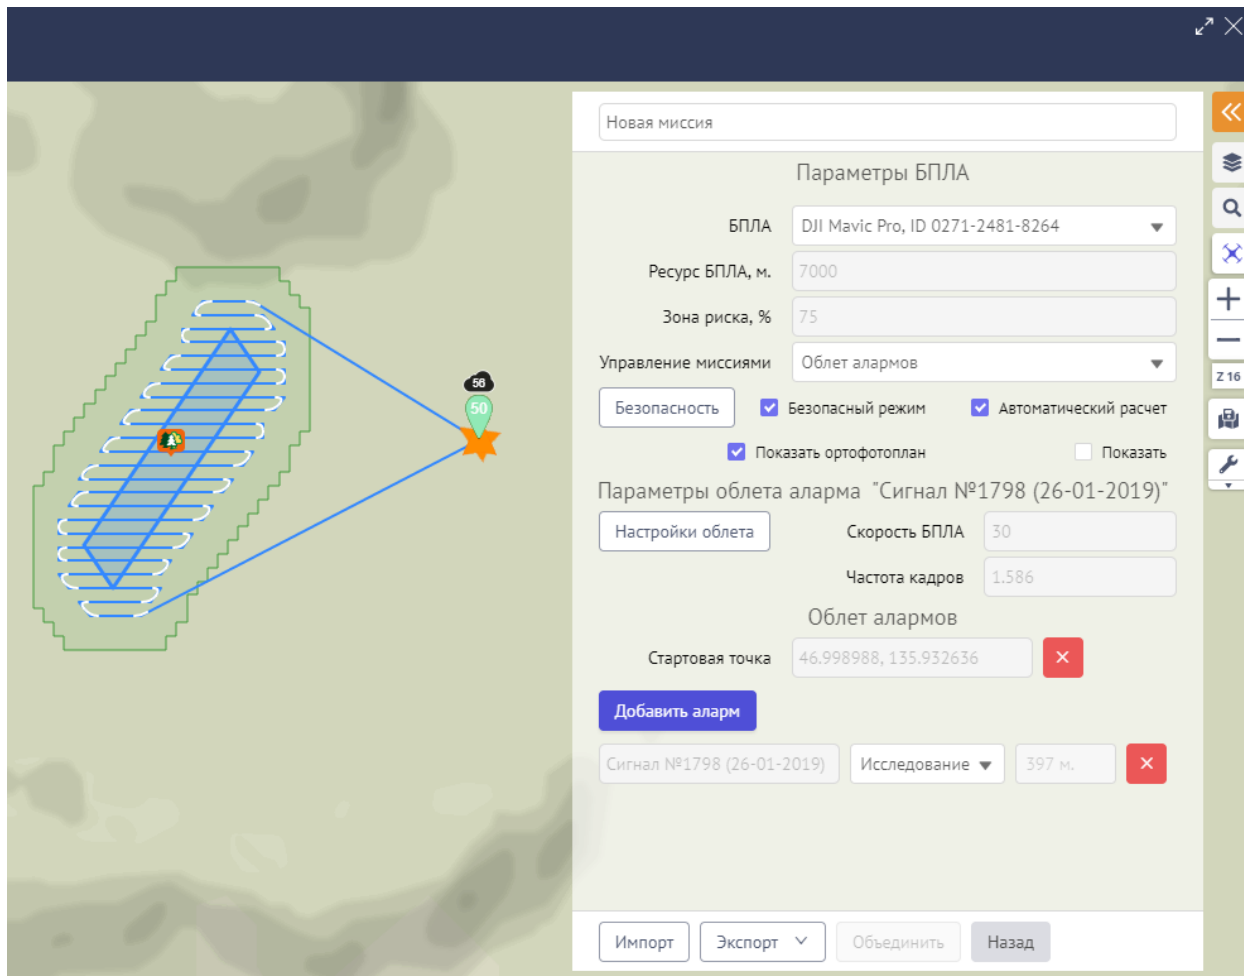 Новая миссия
Параметры БПЛА
БПЛА DJI Mavic Pro, ID 0271-2481-8264
Ресурс БПЛА, м. 7000
Зона риска, % 75
Управление миссиями Облет алармов
Безопасность Безопасный режим Автоматический расчет
Показать ортофотоплан Показать
Параметры облета аларма "Сигнал №1798 (26-01-2019)"
Настройки облета Скорость БПЛА 30
Частота кадров 1.586
Облет алармов
Стартовая точка 46.998988, 135.932636
Добавить аларм
Сигнал №1798 (26-01-2019) Исследование 397 м.
Импорт Экспорт Объединить Назад
56
50
Z 16